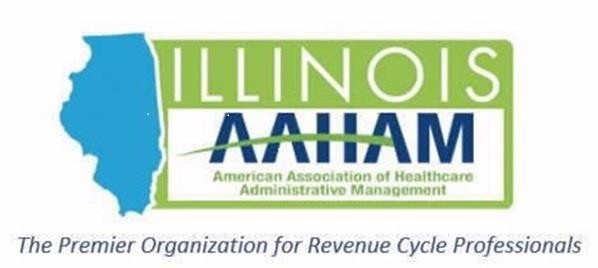 ILLINOIS
AAHAM
American Association of Healthcare
Administrative Management
The Premier Organization for Revenue Cycle Professionals